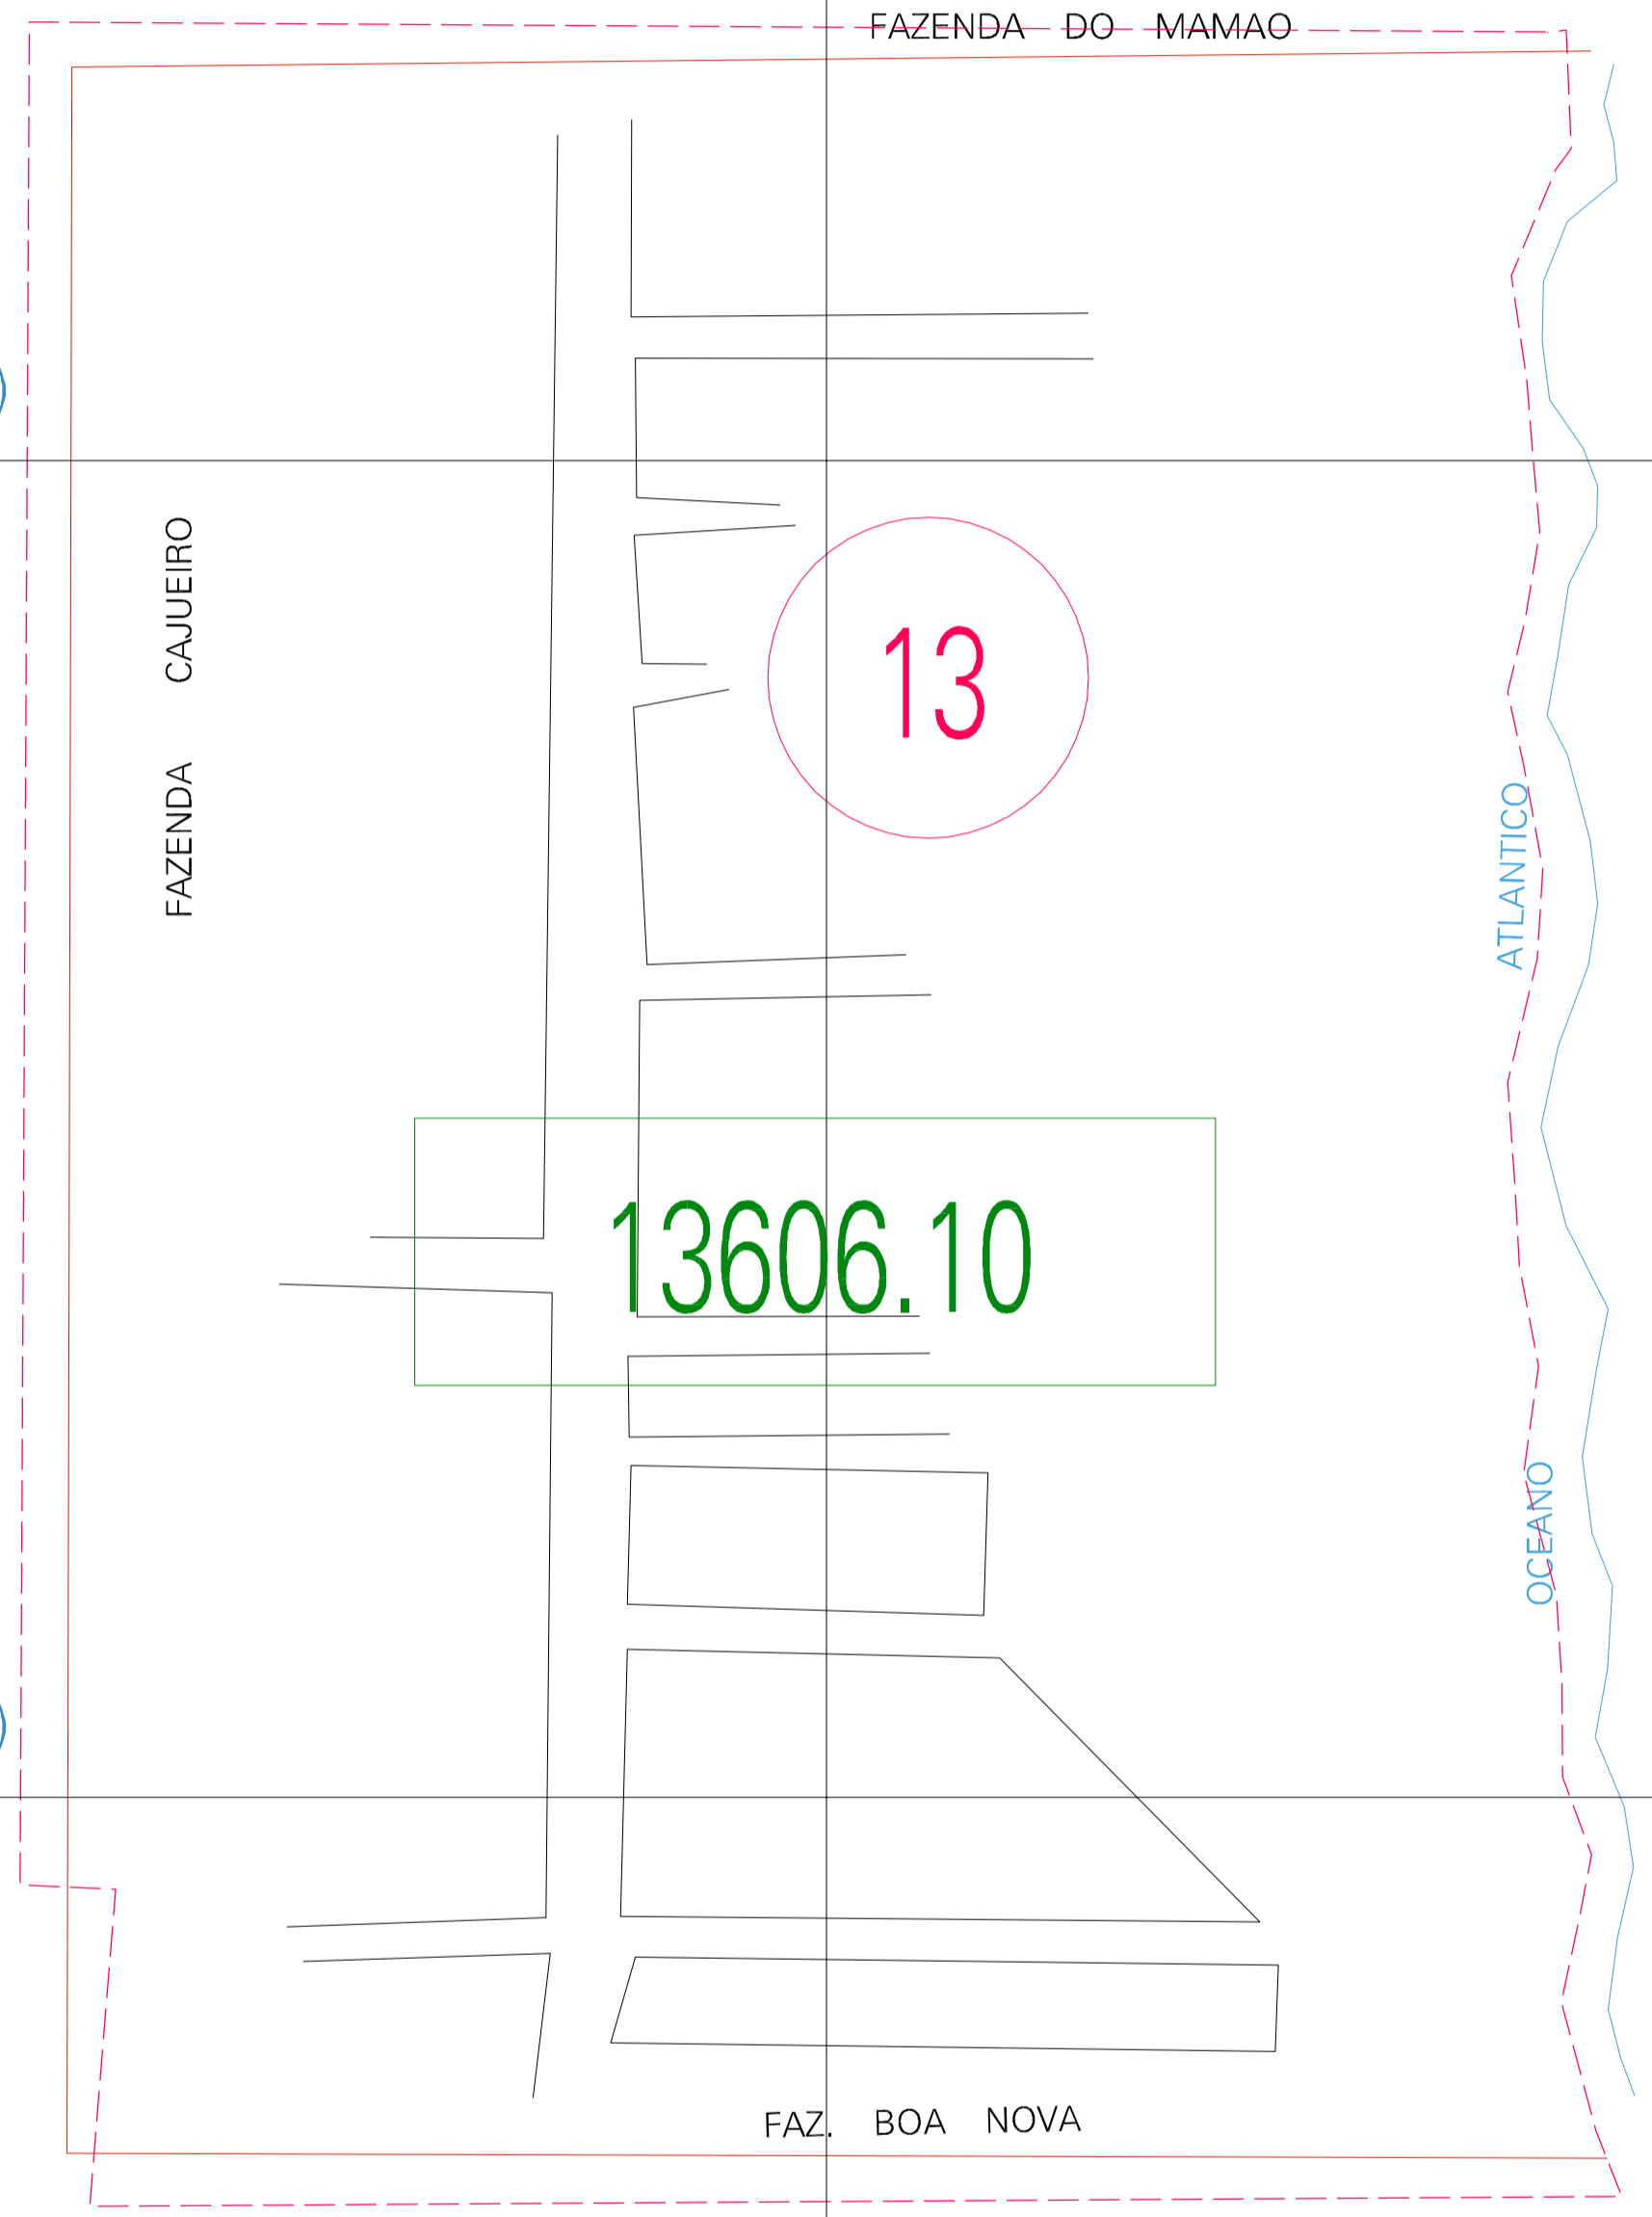 FAZENDA DO MAMAO
FAZENDA CAJUEIRO
13
OCEANO ATLANTICO
13606.10
FAZ. BOA NOVA